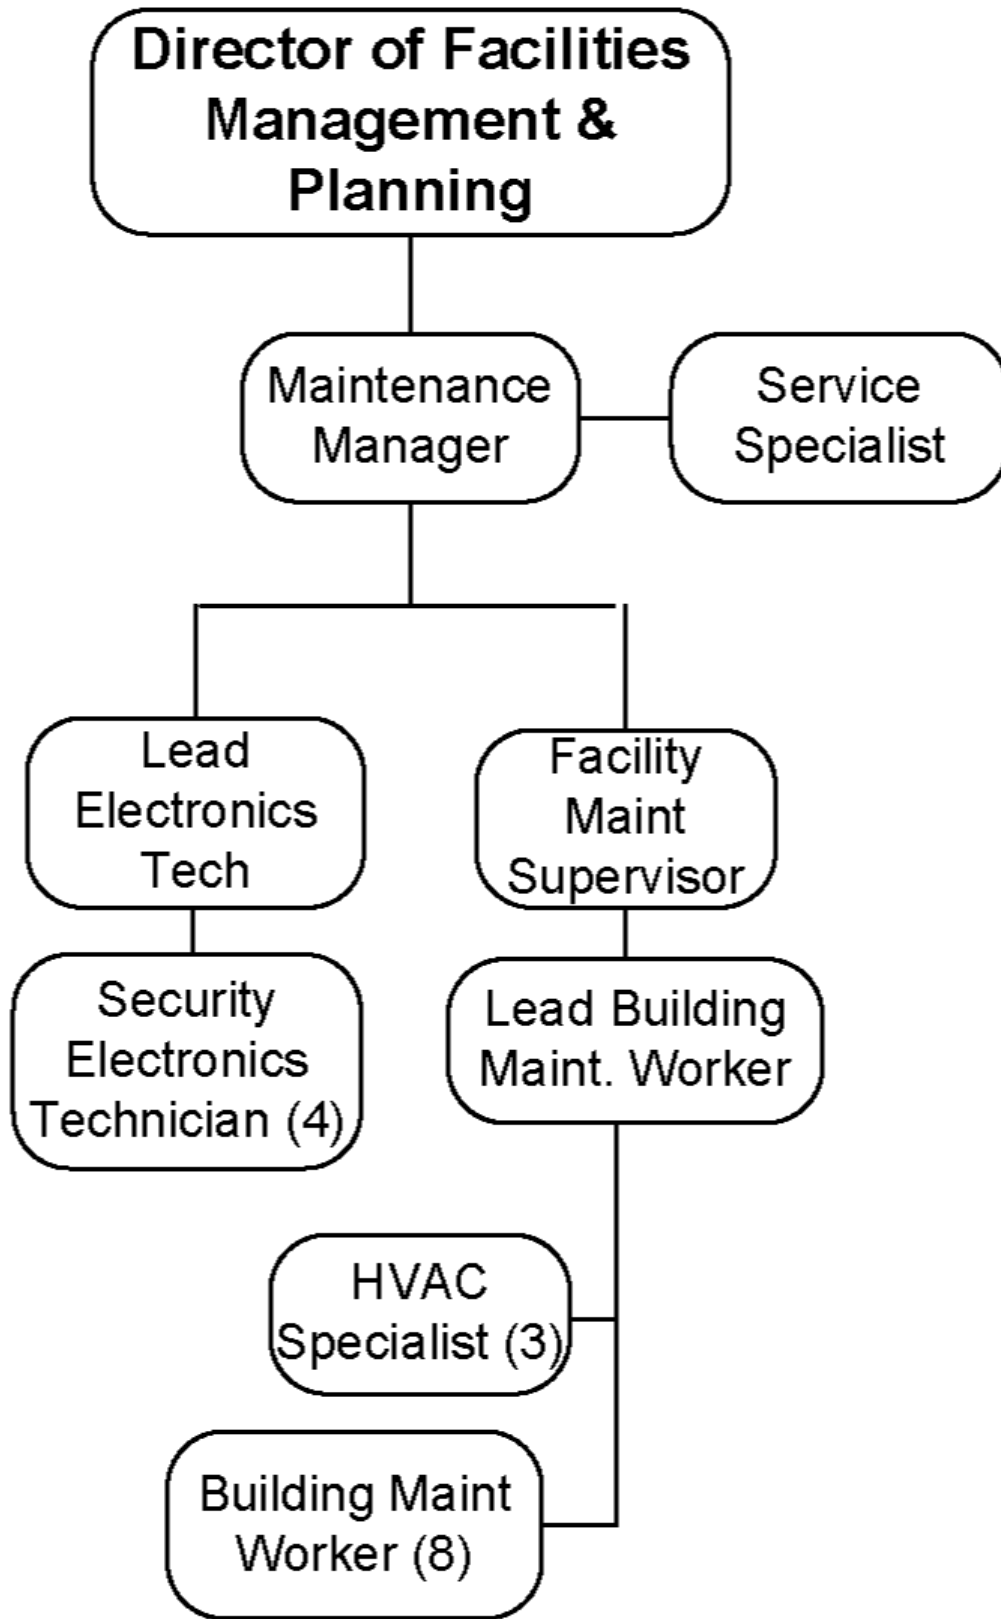 Director of Facilities
Management &
Planning
Maintenance
Manager
Service
Specialist
Lead
Electronics
Tech
Facility
Maint
Supervisor
Security
Electronics
Technician (4)
Lead Building
Maint. Worker
HVAC
Specialist (3)
Building Maint
Worker (8)